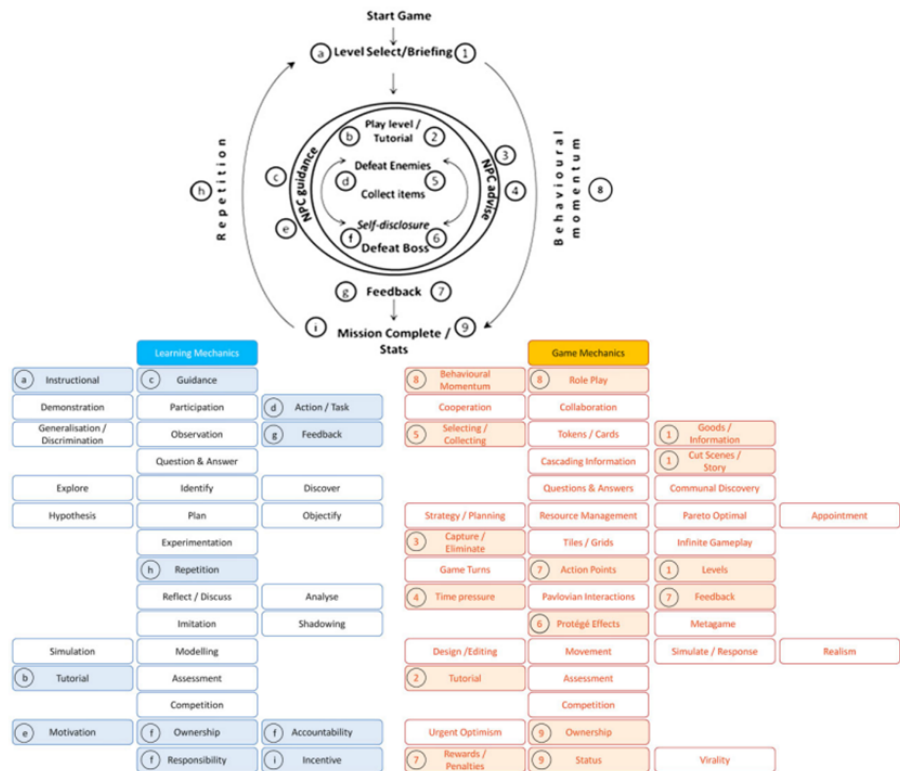 Start Game
a Level Select/Briefing 1
b Play level / 2
Tutorial
Defeat Enemies
d 5
Collect items
Self-disclosure
f 6
Defeat Boss
NPC guidance
NPC advise
c
e
3
4
h Repetition
Behavioural
momentum
8
g Feedback 7
i Mission Complete / 9
Stats
Learning Mechanics
a Instructional
c Guidance
Demonstration
Participation
d Action / Task
Generalisation /
Discrimination
Observation
g Feedback
Question & Answer
Explore
Identify
Discover
Hypothesis
Plan
Objectify
Experimentation
h Repetition
Reflect / Discuss
Analyse
Imitation
Shadowing
Simulation
Modelling
b Tutorial
Assessment
Competition
e Motivation
f Ownership
f Accountability
f Responsibility
i Incentive
Game Mechanics
8 Behavioural
Momentum
8 Role Play
Cooperation
Collaboration
5 Selecting /
Collecting
Tokens / Cards
1 Goods /
Information
Cascading Information
1 Cut Scenes /
Story
Questions & Answers
Communal Discovery
Strategy / Planning
Resource Management
Pareto Optimal
Appointment
3 Capture /
Eliminate
Tiles / Grids
Infinite Gameplay
Game Turns
7 Action Points
1 Levels
4 Time pressure
Pavlovian Interactions
7 Feedback
6 Protégé Effects
Metagame
Design /Editing
Movement
Simulate / Response
Realism
2 Tutorial
Assessment
Competition
Urgent Optimism
9 Ownership
7 Rewards /
Penalties
9 Status
Virality